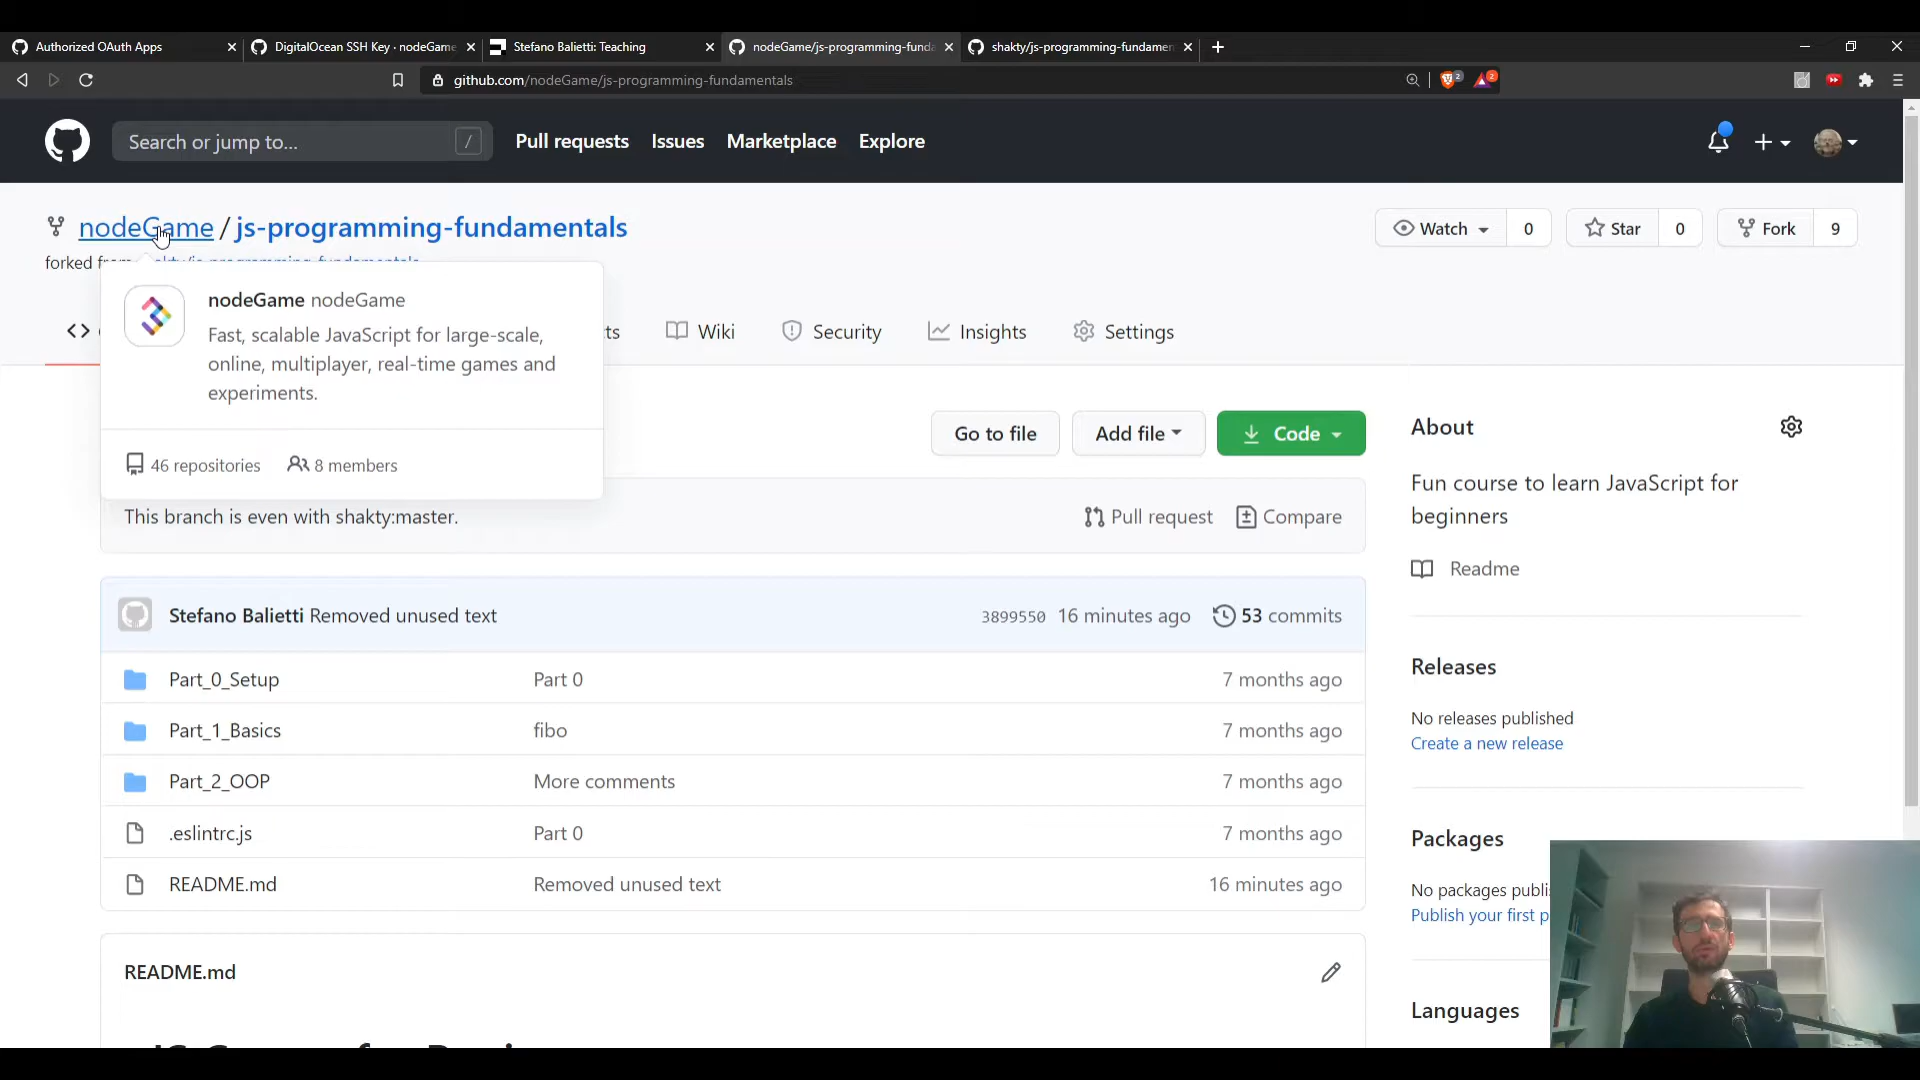 Authorized OAuth Apps
DigitalOcean SSH Key · nodeGame
Stefano Balietti: Teaching
nodeGame/js-programming-funda
shakty/js-programming-fundamen
github.com/nodeGame/js-programming-fundamentals
2
2
Search or jump to...
/
Pull requests
Issues
Marketplace
Explore
nodeGame / js-programming-fundamentals
Watch 0
Star 0
Fork 9
forked
nodeGame nodeGame
Fast, scalable JavaScript for large-scale,
online, multiplayer, real-time games and
experiments.
46 repositories
8 members
Wiki
Security
Insights
Settings
Go to file
Add file
Code
This branch is even with shakty:master.
Pull request
Compare
Stefano Balietti Removed unused text
3899550 16 minutes ago
53 commits
Part_0_Setup Part 0 7 months ago
Part_1_Basics fibo 7 months ago
Part_2_OOP More comments 7 months ago
.eslintrc.js Part 0 7 months ago
README.md Removed unused text 16 minutes ago
README.md
About
Fun course to learn JavaScript for
beginners
Readme
Releases
No releases published
Create a new release
Packages
No packages publi
Publish your first p
Languages